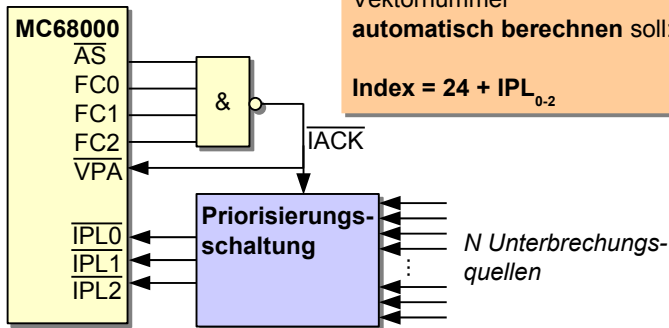 Vektornummer
automatisch berechnen soll:
Index = 24 + IPL0-2
MC68000
AS
FC0
FC1
FC2
VPA
IPL0
IPL1
IPL2
&
IACK
Priorisierungs-
schaltung
N Unterbrechungs-
quellen